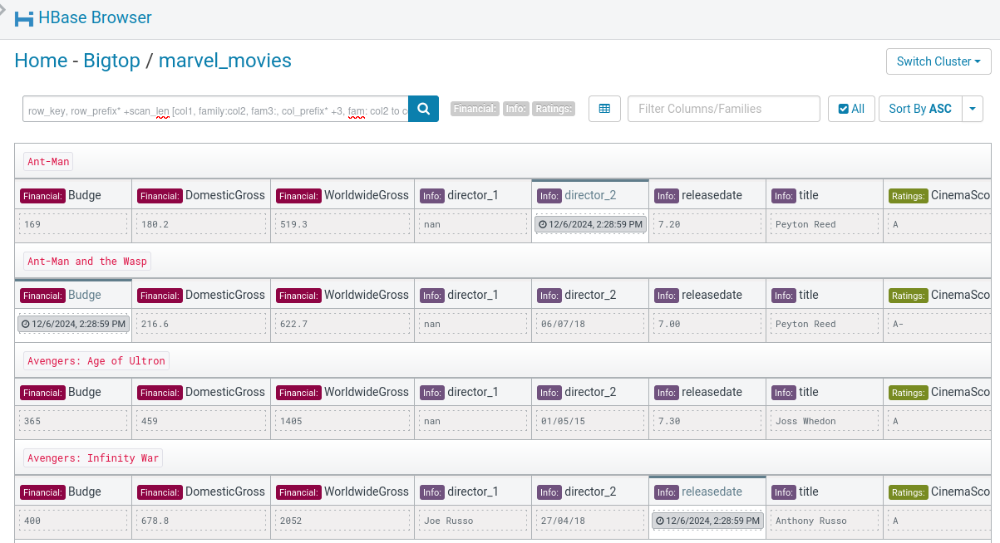 HBase Browser
Home - Bigtop / marvel_movies
Switch Cluster
row_key, row_prefix* +scan_len [col1, family:col2, fam3:, col_prefix* +3, fam: col2 to
Financial: Info: Ratings:
Filter Columns/Families
All
Sort By ASC
Ant-Man
Financial: Budge Financial: DomesticGross Financial: WorldwideGross Info: director_1 Info: director_2 Info: releasedate Info: title Ratings: CinemaSco
169 180.2 519.3 nan 12/6/2024, 2:28:59 PM 7.20 Peyton Reed A
Ant-Man and the Wasp
Financial: Budge Financial: DomesticGross Financial: WorldwideGross Info: director_1 Info: director_2 Info: releasedate Info: title Ratings: CinemaSco
12/6/2024, 2:28:59 PM 216.6 622.7 nan 06/07/18 7.00 Peyton Reed A-
Avengers: Age of Ultron
Financial: Budge Financial: DomesticGross Financial: WorldwideGross Info: director_1 Info: director_2 Info: releasedate Info: title Ratings: CinemaSco
365 459 1405 nan 01/05/15 7.30 Joss Whedon A
Avengers: Infinity War
Financial: Budge Financial: DomesticGross Financial: WorldwideGross Info: director_1 Info: director_2 Info: releasedate Info: title Ratings: CinemaSco
400 678.8 2052 Joe Russo 27/04/18 12/6/2024, 2:28:59 PM Anthony Russo A